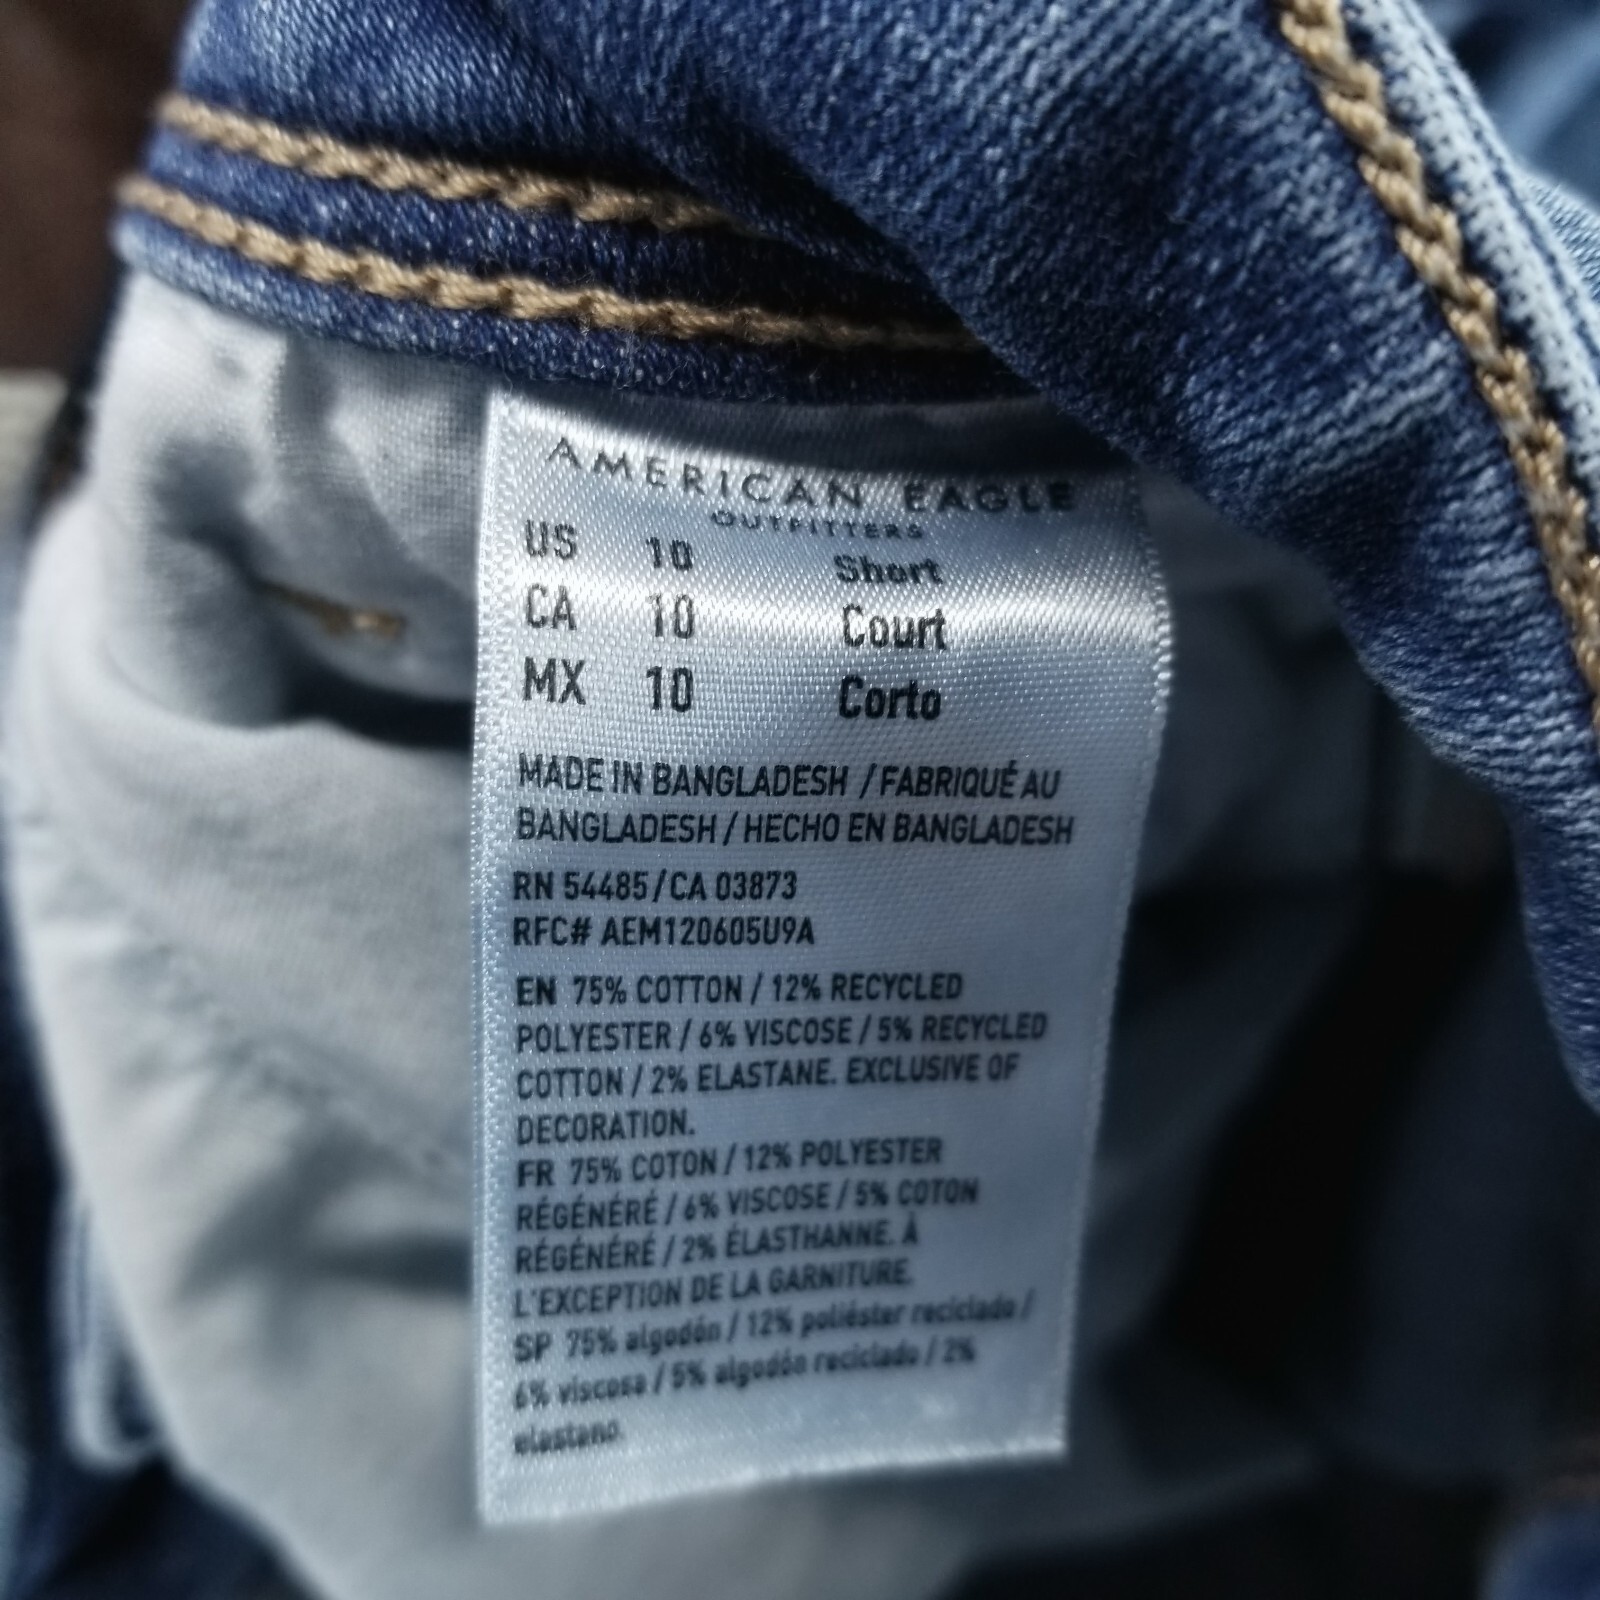 AMERICAN EAGLE
OUTFITTERS
US 10 Short
CA 10 Court
MX 10 Corto
MADE IN BANGLADESH / FABRIQUÉ AU
BANGLADESH / HECHO EN BANGLADESH
RN 54485 / CA 03873
RFC# AEM120605U9A
EN 75% COTTON / 12% RECYCLED
POLYESTER / 6% VISCOSE / 5% RECYCLED
COTTON / 2% ELASTANE. EXCLUSIVE OF
DECORATION.
FR 75% COTON / 12% POLYESTER
RÉGÉNÉRÉ / 6% VISCOSE / 5% COTON
RÉGÉNÉRÉ / 2% ÉLASTHANNE. À
L'EXCEPTION DE LA GARNITURE.
SP 75% algodón / 12% poliéster reciclado /
6% viscosa / 5% algodón reciclado / 2%
elastano.